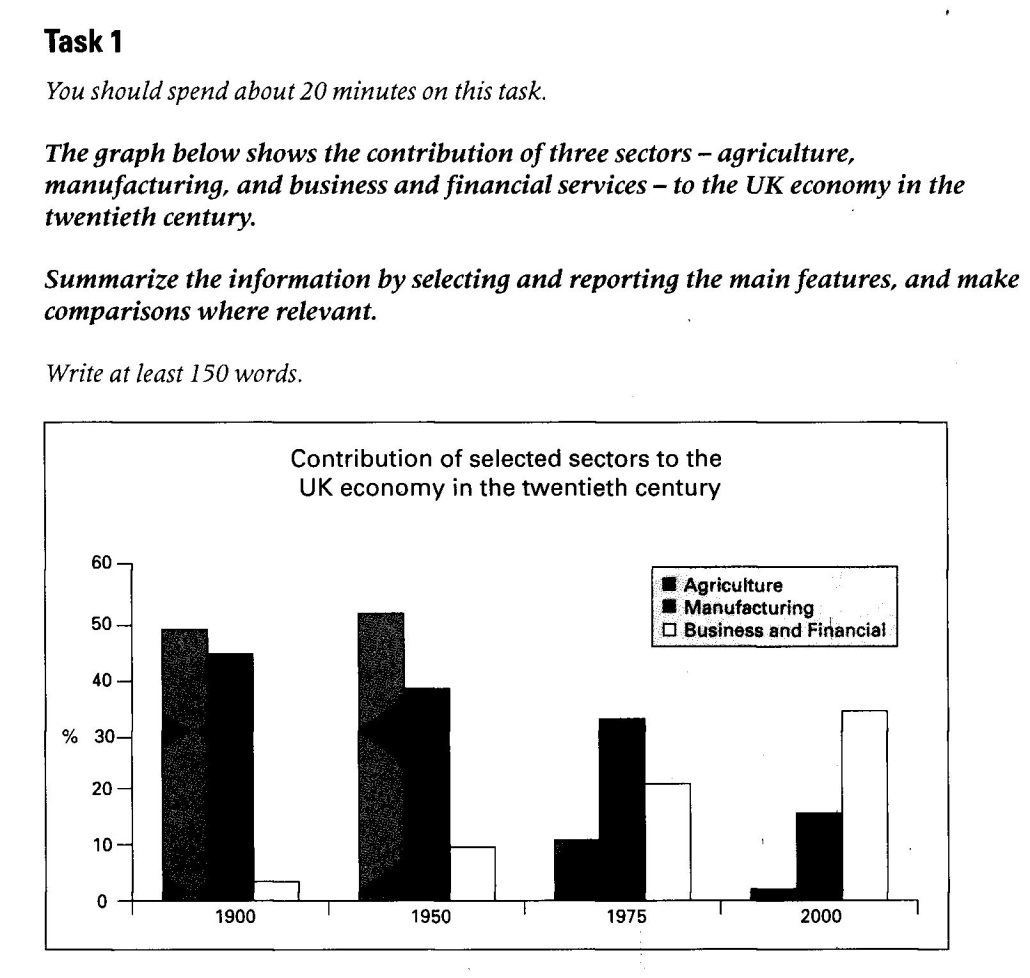 Task 1
You should spend about 20 minutes on this task.
The graph below shows the contribution of three sectors – agriculture,
manufacturing, and business and financial services – to the UK economy in the
twentieth century.
Summarize the information by selecting and reporting the main features, and make
comparisons where relevant.
Write at least 150 words.
Contribution of selected sectors to the
UK economy in the twentieth century
60
50
40
% 30
20
10
0
Agriculture
Manufacturing
Business and Financial
1900 1950 1975 2000